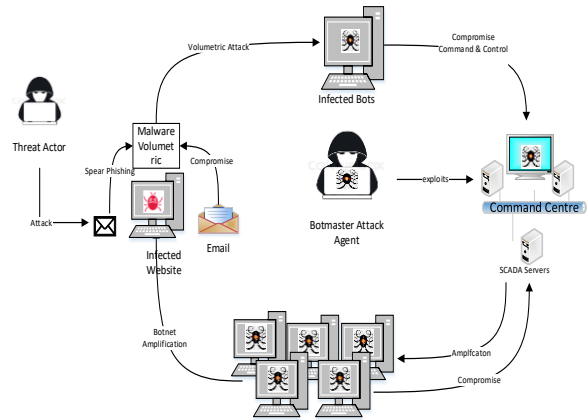 Volumetric Attack
Compromise
Command & Control
Infected Bots
Threat Actor
Malware
Volumet
ric
Spear Phishing
Compromise
Attack
Email
Infected
Website
Botmaster Attack
Agent
exploits
Command Centre
SCADA Servers
Botnet
Amplification
Amplfcaton
Compromise